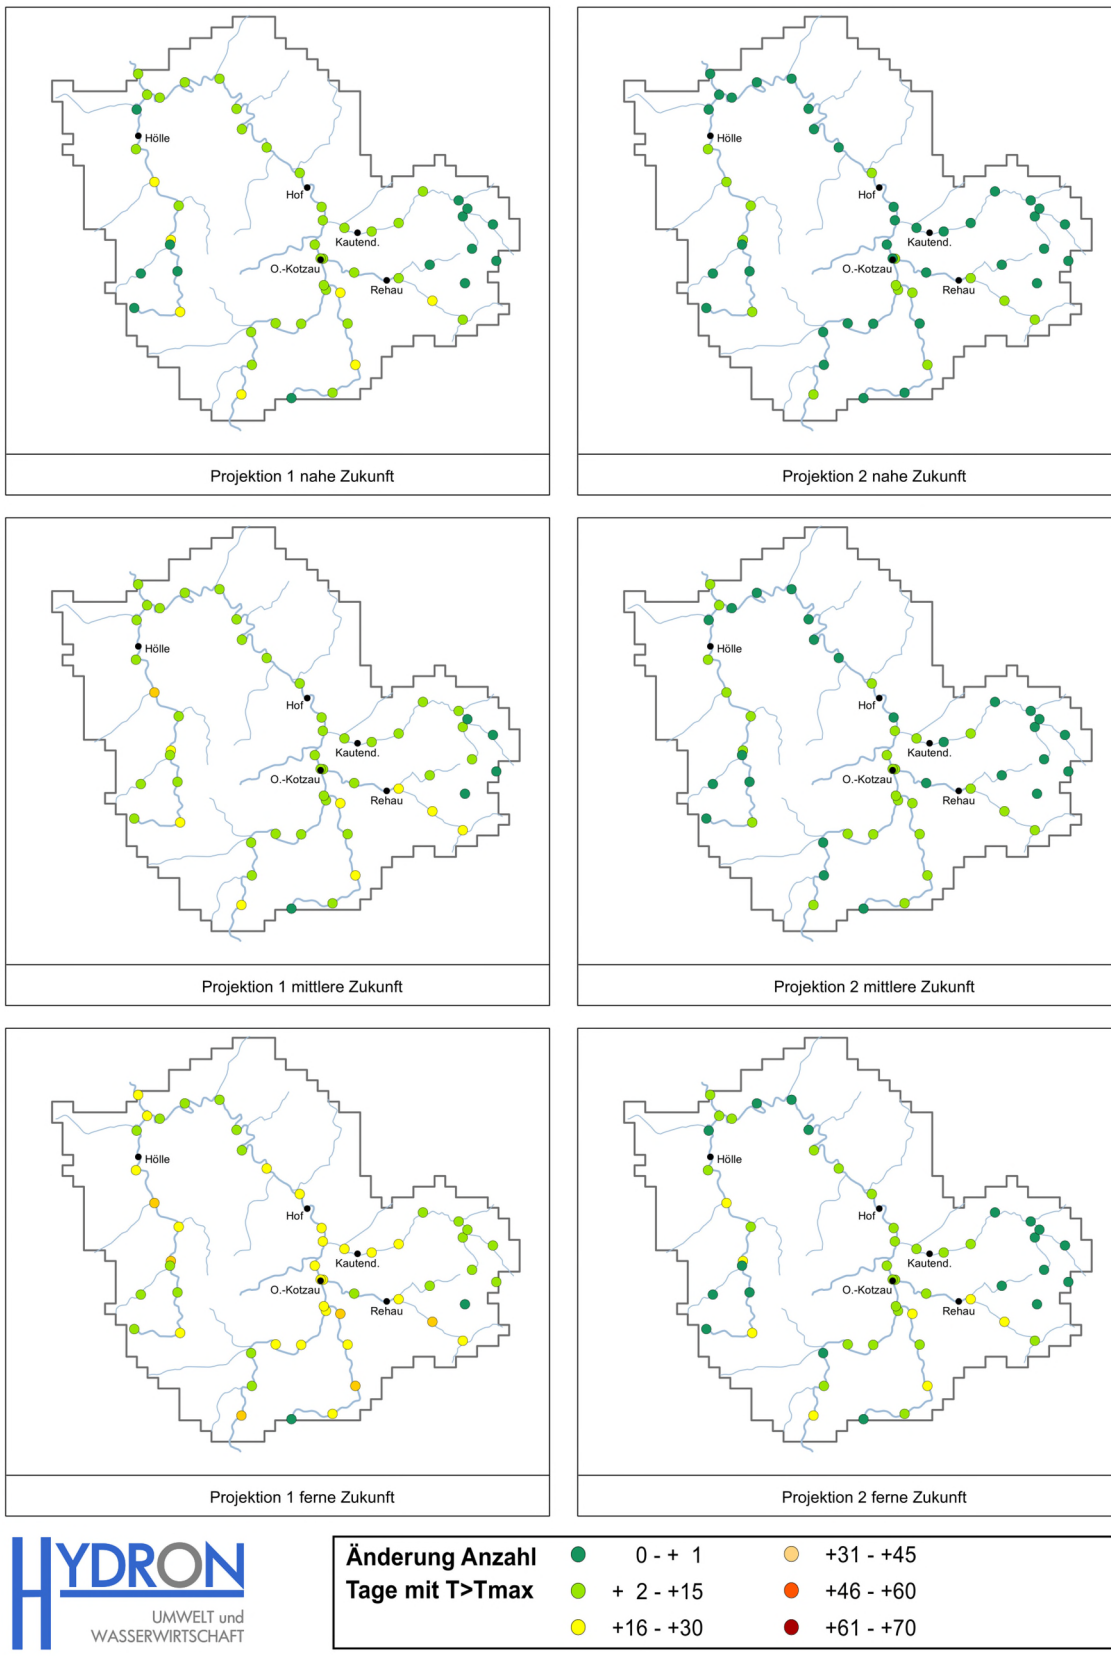 Hölle
Hof
Kautend.
O.-Kotzau
Rehau
Projektion 1 nahe Zukunft
Hölle
Hof
Kautend.
O.-Kotzau
Rehau
Projektion 2 nahe Zukunft
Hölle
Hof
Kautend.
O.-Kotzau
Rehau
Projektion 1 mittlere Zukunft
Hölle
Hof
Kautend.
O.-Kotzau
Rehau
Projektion 2 mittlere Zukunft
Hölle
Hof
Kautend.
O.-Kotzau
Rehau
Projektion 1 ferne Zukunft
Hölle
Hof
Kautend.
O.-Kotzau
Rehau
Projektion 2 ferne Zukunft
HYDRON
UMWELT und
WASSERWIRTSCHAFT
Änderung Anzahl
Tage mit T>Tmax
0 - + 1
+ 2 - +15
+16 - +30
+31 - +45
+46 - +60
+61 - +70